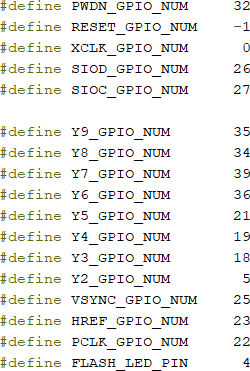 #define PWDN_GPIO_NUM     32
#define RESET_GPIO_NUM    -1
#define XCLK_GPIO_NUM      0
#define SIOD_GPIO_NUM     26
#define SIOC_GPIO_NUM     27

#define Y9_GPIO_NUM       35
#define Y8_GPIO_NUM       34
#define Y7_GPIO_NUM       39
#define Y6_GPIO_NUM       36
#define Y5_GPIO_NUM       21
#define Y4_GPIO_NUM       19
#define Y3_GPIO_NUM       18
#define Y2_GPIO_NUM        5
#define VSYNC_GPIO_NUM    25
#define HREF_GPIO_NUM     23
#define PCLK_GPIO_NUM     22
#define FLASH_LED_PIN      4